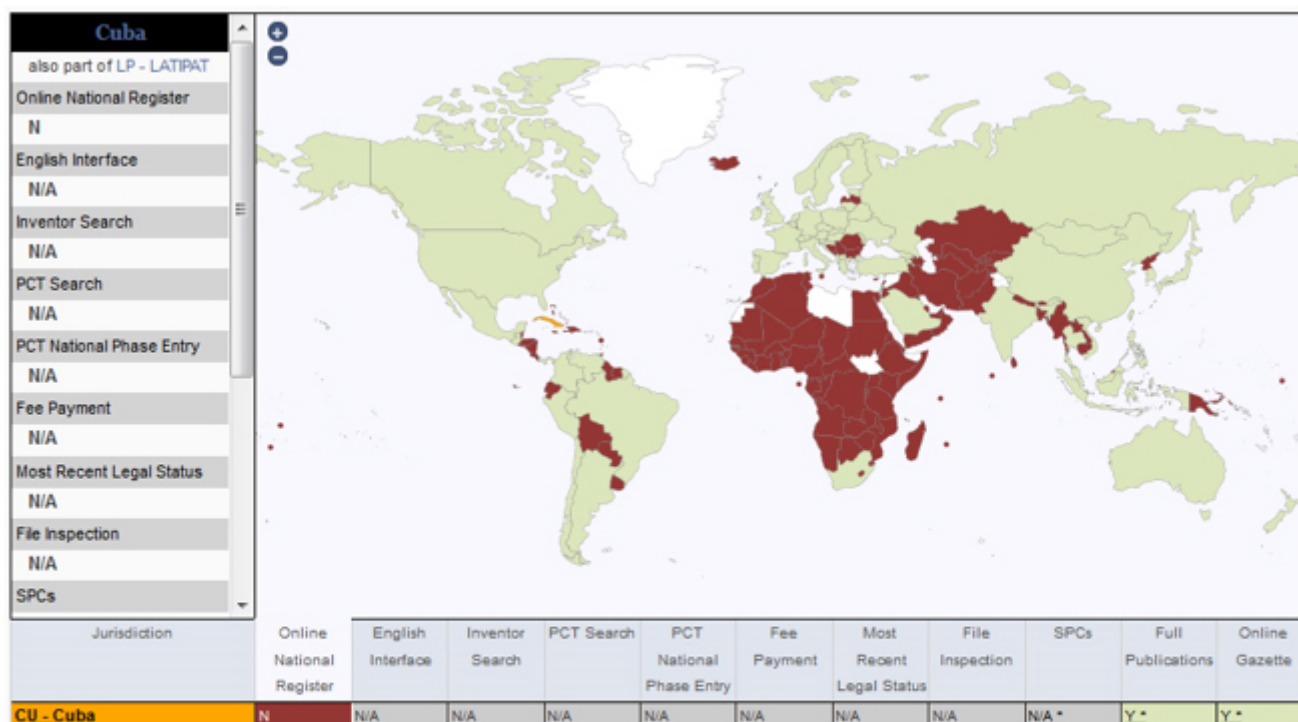 Cuba
also part of LP - LATIPAT
Online National Register
N
English Interface
N/A
Inventor Search
N/A
PCT Search
N/A
PCT National Phase Entry
N/A
Fee Payment
N/A
Most Recent Legal Status
N/A
File Inspection
N/A
SPCs
+
−
Jurisdiction
Online
National
Register
English
Interface
Inventor
Search
PCT Search
PCT
National
Phase Entry
Fee
Payment
Most
Recent
Legal Status
File
Inspection
SPCs
Full
Publications
Online
Gazette
CU - Cuba N N/A N/A N/A N/A N/A N/A N/A N/A * Y * Y *